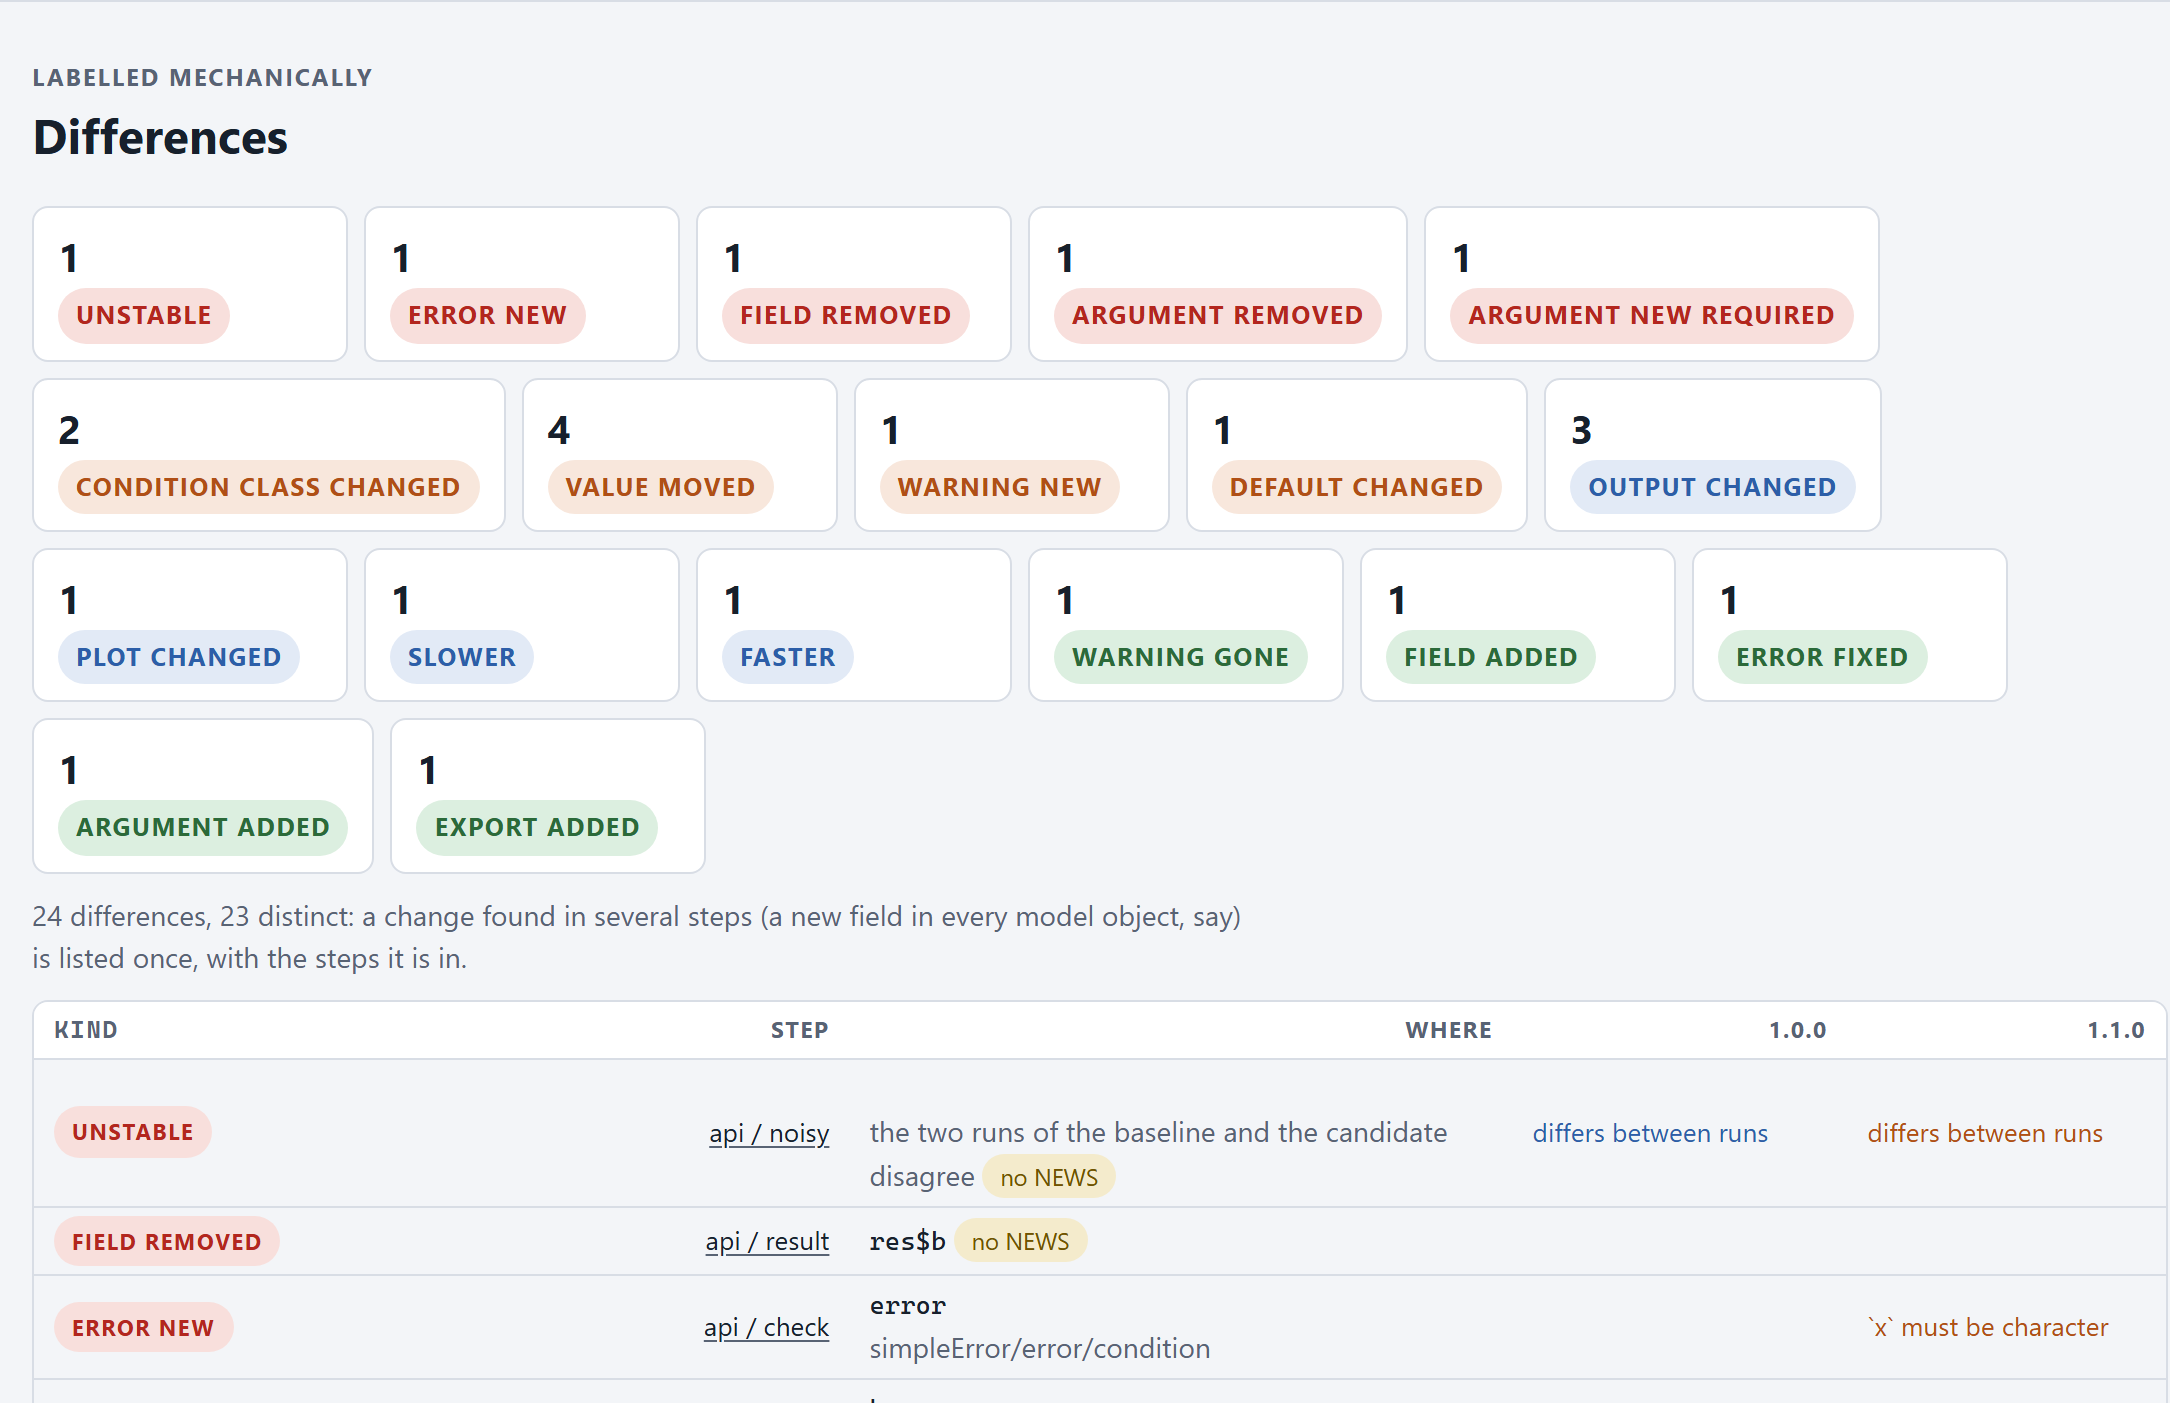 LABELLED MECHANICALLY
Differences
1 1 1 1 1
UNSTABLE ERROR NEW FIELD REMOVED ARGUMENT REMOVED ARGUMENT NEW REQUIRED
2 4 1 1 3
CONDITION CLASS CHANGED VALUE MOVED WARNING NEW DEFAULT CHANGED OUTPUT CHANGED
1 1 1 1 1 1
PLOT CHANGED SLOWER FASTER WARNING GONE FIELD ADDED ERROR FIXED
1 1
ARGUMENT ADDED EXPORT ADDED
24 differences, 23 distinct: a change found in several steps (a new field in every model object, say)
is listed once, with the steps it is in.
KIND STEP WHERE 1.0.0 1.1.0
UNSTABLE api / noisy the two runs of the baseline and the candidate differs between runs differs between runs
disagree no NEWS
FIELD REMOVED api / result res$b no NEWS
error
ERROR NEW api / check `x` must be character
simpleError/error/condition